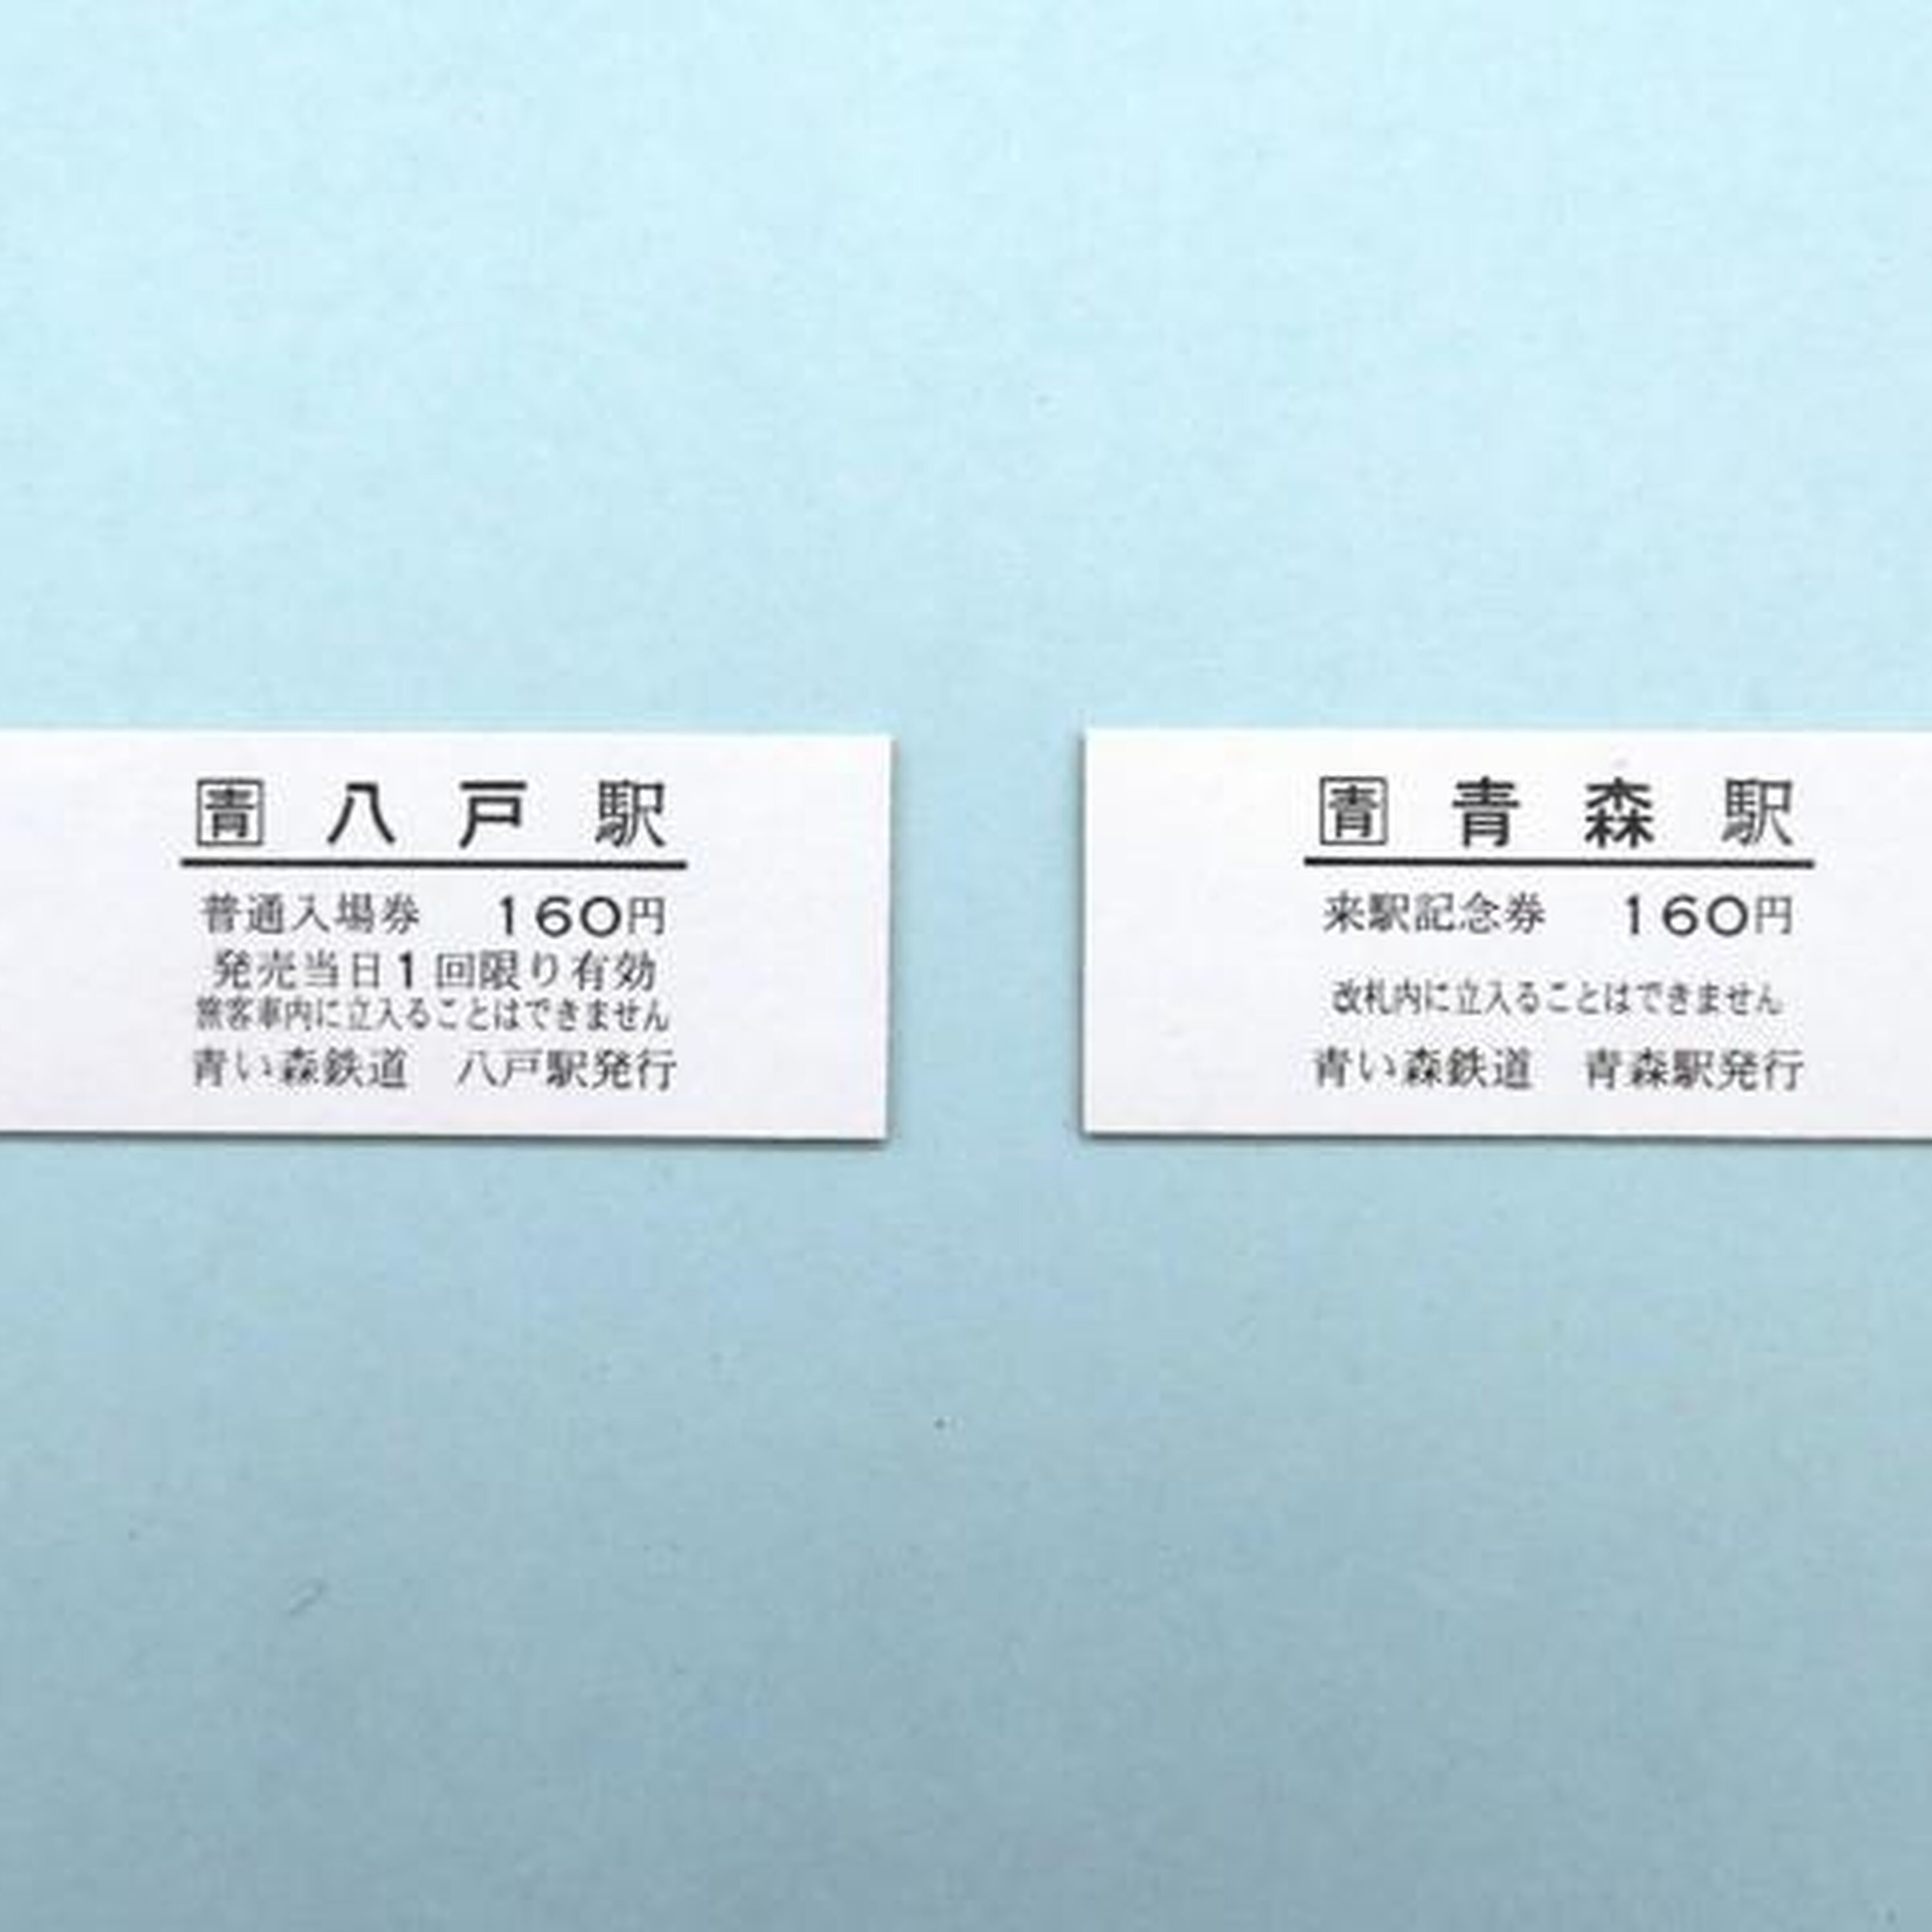 青 八戸駅
普通入場券 160円
発売当日1回限り有効
旅客車内に立入ることはできません
青い森鉄道 八戸駅発行
青 青森駅
来駅記念券 160円
改札内に立入ることはできません
青い森鉄道 青森駅発行